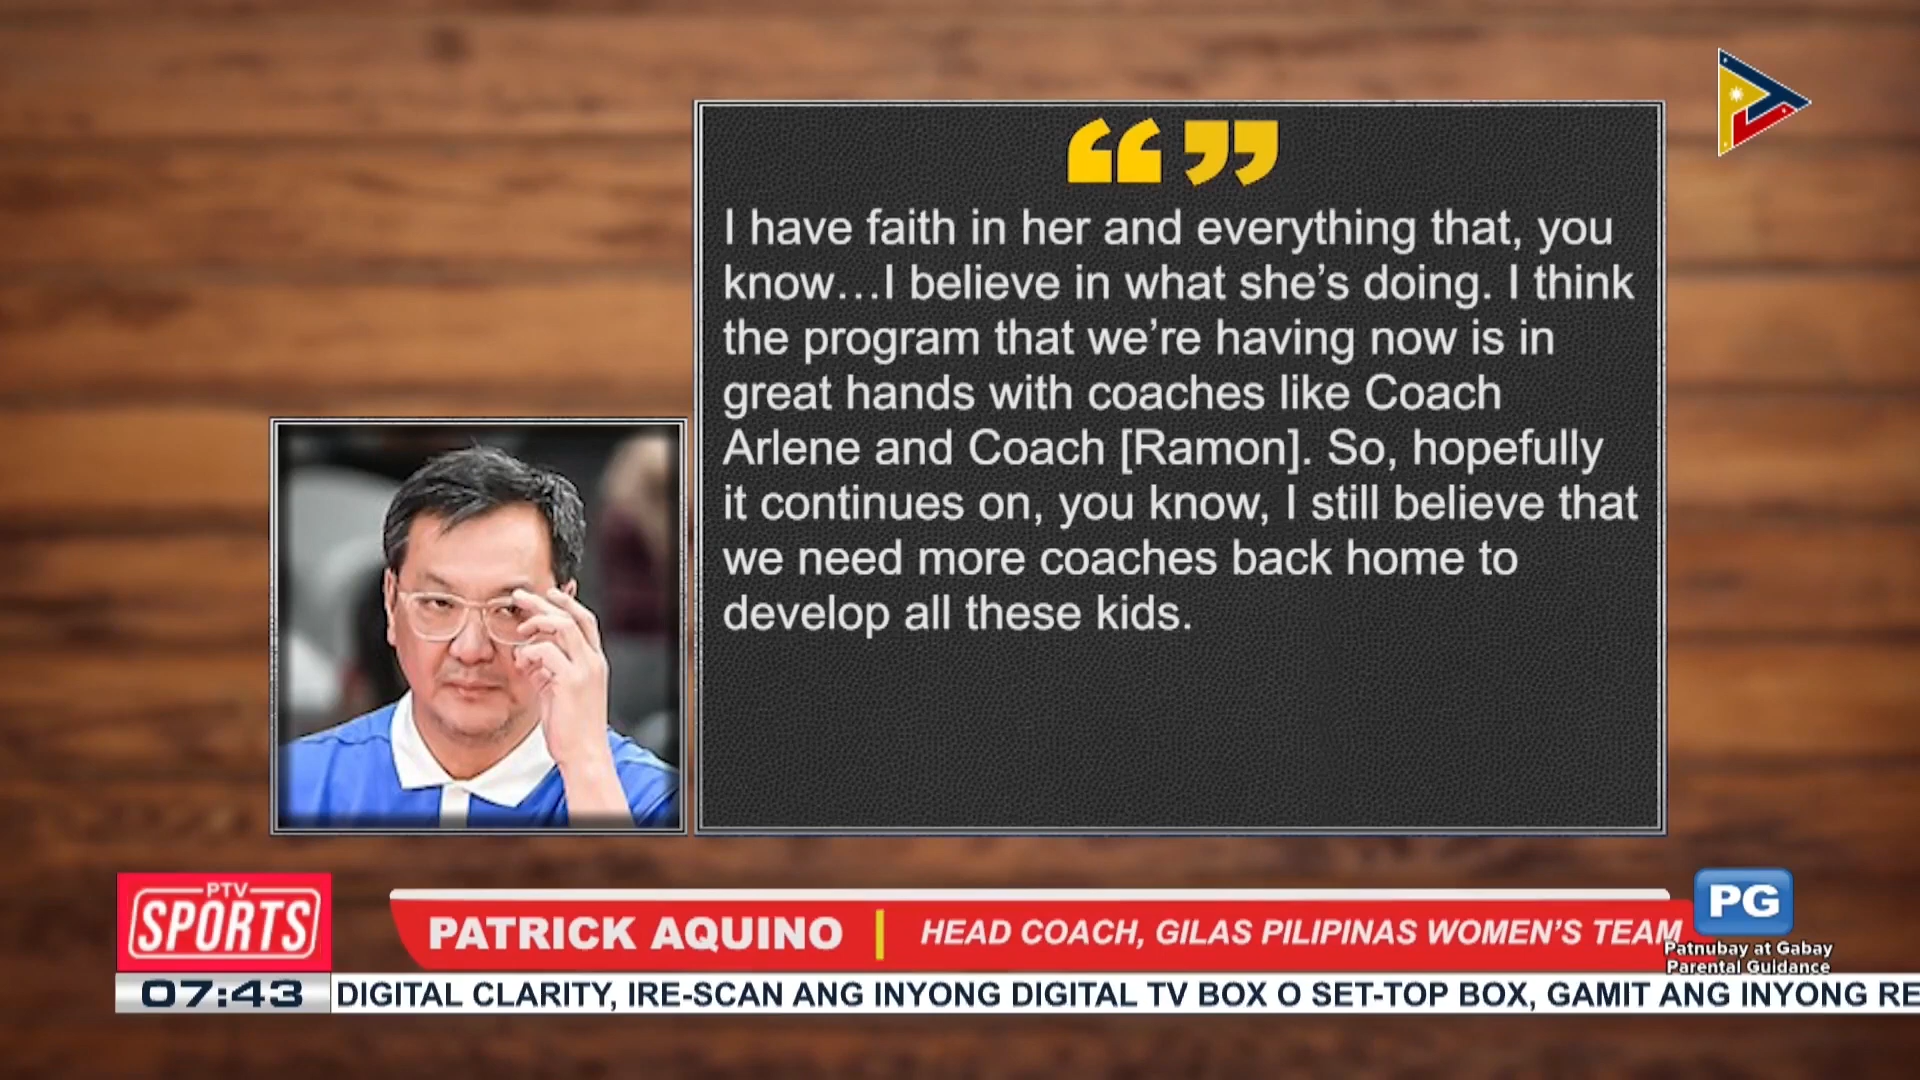 “ ”
I have faith in her and everything that, you
know…I believe in what she’s doing. I think
the program that we’re having now is in
great hands with coaches like Coach
Arlene and Coach [Ramon]. So, hopefully
it continues on, you know, I still believe that
we need more coaches back home to
develop all these kids.
PTV
SPORTS
PATRICK AQUINO
HEAD COACH, GILAS PILIPINAS WOMEN’S TEAM
PG
Patnubay at Gabay
Parental Guidance
07:43
DIGITAL CLARITY, IRE-SCAN ANG INYONG DIGITAL TV BOX O SET-TOP BOX, GAMIT ANG INYONG RE